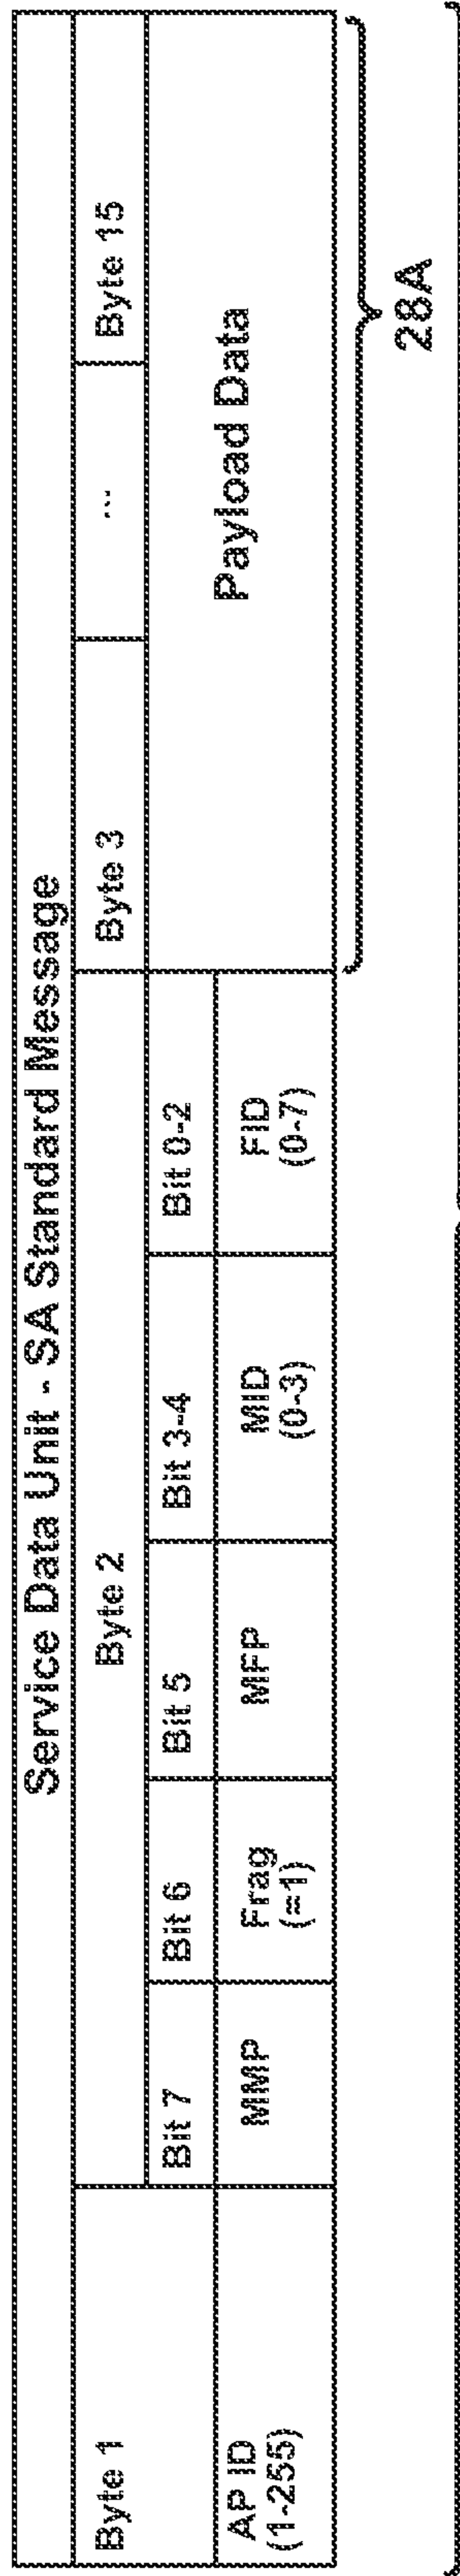 Service Data Unit - SA Standard Message
Byte 1
Byte 2
Byte 3
...
Byte 15
Bit 7
Bit 6
Bit 5
Bit 3-4
Bit 0-2
AP ID
(1-255)
MMP
Frag
(=1)
MFP
MID
(0-3)
FID
(0-7)
Payload Data
28A